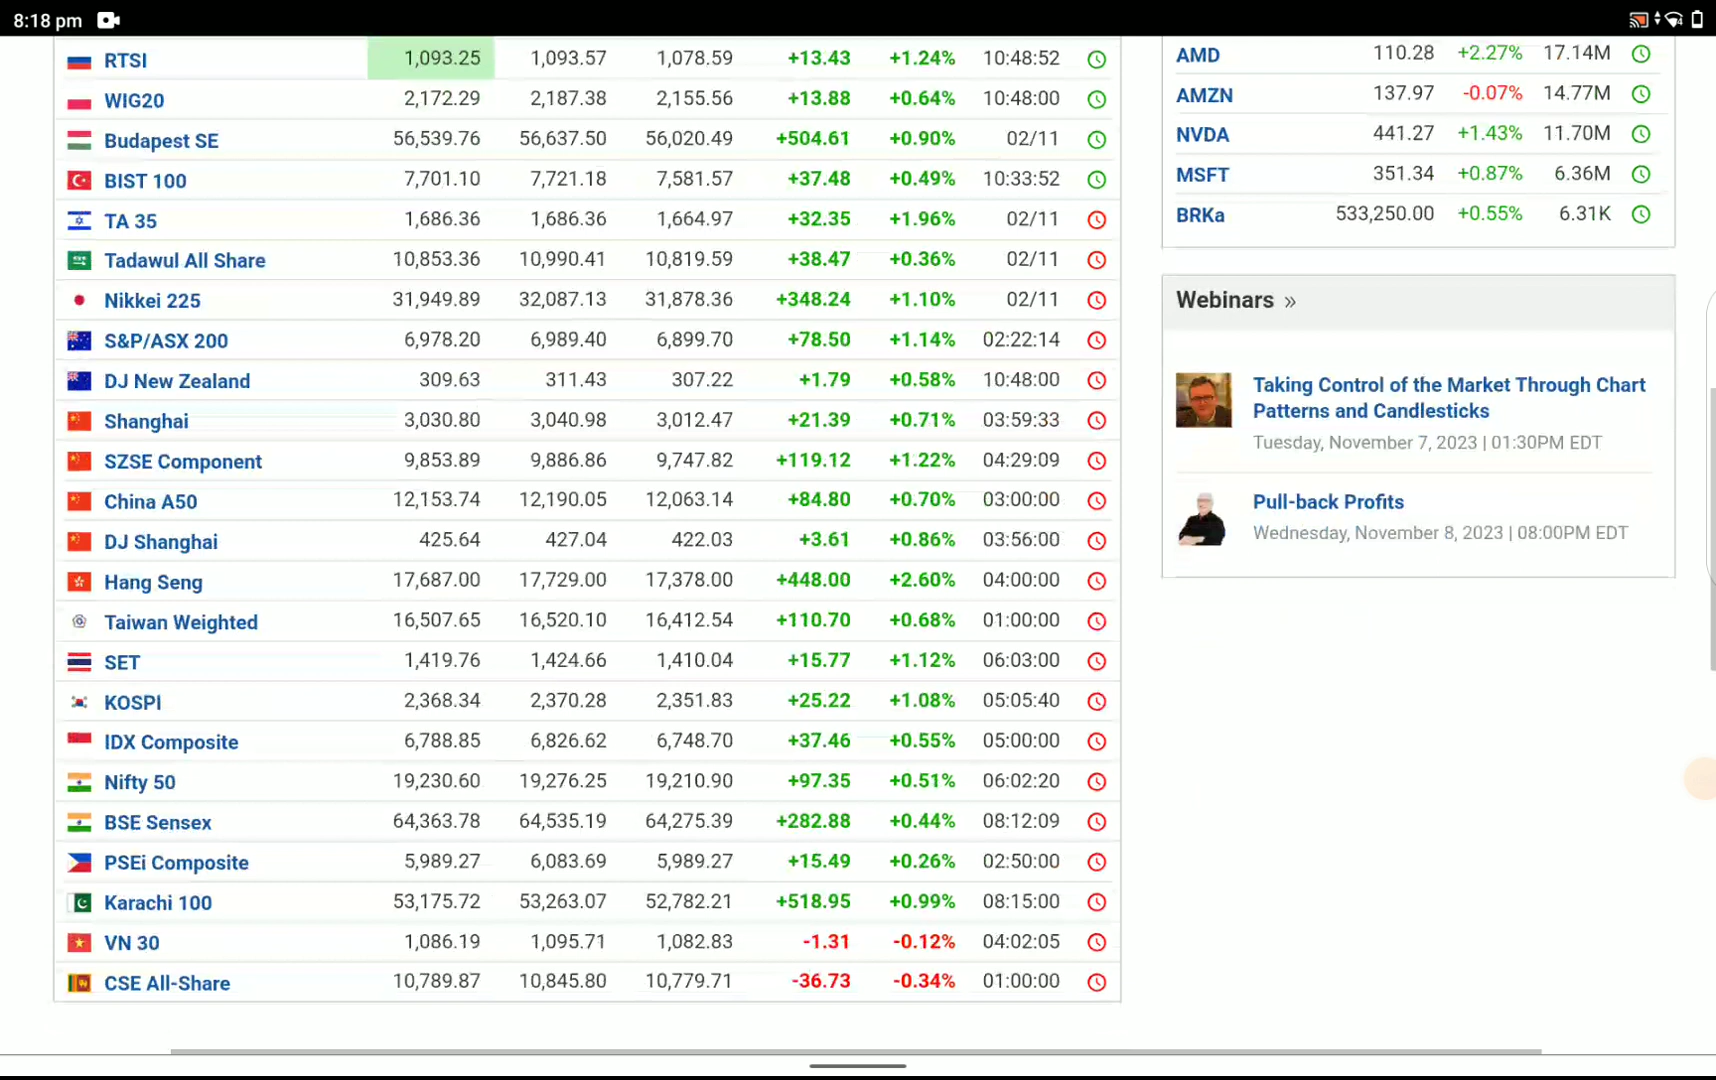 8:18 pm
RTSI 1,093.25 1,093.57 1,078.59 +13.43 +1.24% 10:48:52
WIG20 2,172.29 2,187.38 2,155.56 +13.88 +0.64% 10:48:00
Budapest SE 56,539.76 56,637.50 56,020.49 +504.61 +0.90% 02/11
BIST 100 7,701.10 7,721.18 7,581.57 +37.48 +0.49% 10:33:52
TA 35 1,686.36 1,686.36 1,664.97 +32.35 +1.96% 02/11
Tadawul All Share 10,853.36 10,990.41 10,819.59 +38.47 +0.36% 02/11
Nikkei 225 31,949.89 32,087.13 31,878.36 +348.24 +1.10% 02/11
S&P/ASX 200 6,978.20 6,989.40 6,899.70 +78.50 +1.14% 02:22:14
DJ New Zealand 309.63 311.43 307.22 +1.79 +0.58% 10:48:00
Shanghai 3,030.80 3,040.98 3,012.47 +21.39 +0.71% 03:59:33
SZSE Component 9,853.89 9,886.86 9,747.82 +119.12 +1.22% 04:29:09
China A50 12,153.74 12,190.05 12,063.14 +84.80 +0.70% 03:00:00
DJ Shanghai 425.64 427.04 422.03 +3.61 +0.86% 03:56:00
Hang Seng 17,687.00 17,729.00 17,378.00 +448.00 +2.60% 04:00:00
Taiwan Weighted 16,507.65 16,520.10 16,412.54 +110.70 +0.68% 01:00:00
SET 1,419.76 1,424.66 1,410.04 +15.77 +1.12% 06:03:00
KOSPI 2,368.34 2,370.28 2,351.83 +25.22 +1.08% 05:05:40
IDX Composite 6,788.85 6,826.62 6,748.70 +37.46 +0.55% 05:00:00
Nifty 50 19,230.60 19,276.25 19,210.90 +97.35 +0.51% 06:02:20
BSE Sensex 64,363.78 64,535.19 64,275.39 +282.88 +0.44% 08:12:09
PSEi Composite 5,989.27 6,083.69 5,989.27 +15.49 +0.26% 02:50:00
Karachi 100 53,175.72 53,263.07 52,782.21 +518.95 +0.99% 08:15:00
VN 30 1,086.19 1,095.71 1,082.83 -1.31 -0.12% 04:02:05
CSE All-Share 10,789.87 10,845.80 10,779.71 -36.73 -0.34% 01:00:00
AMD 110.28 +2.27% 17.14M
AMZN 137.97 -0.07% 14.77M
NVDA 441.27 +1.43% 11.70M
MSFT 351.34 +0.87% 6.36M
BRKa 533,250.00 +0.55% 6.31K
Webinars »
Taking Control of the Market Through Chart
Patterns and Candlesticks
Tuesday, November 7, 2023 | 01:30PM EDT
Pull-back Profits
Wednesday, November 8, 2023 | 08:00PM EDT